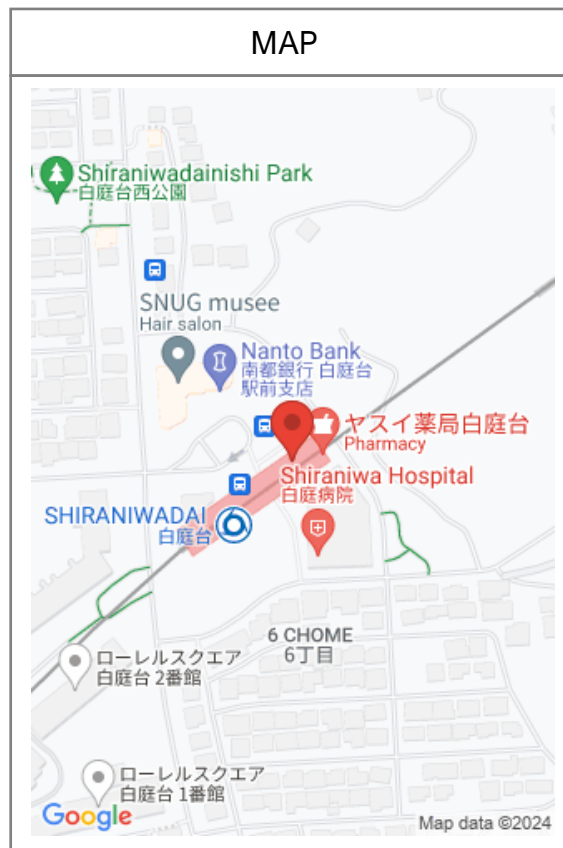 MAP
Shiraniwadainishi Park
白庭台西公園
SNUG musee
Hair salon
Nanto Bank
南都銀行 白庭台
駅前支店
ヤスイ薬局白庭台
Pharmacy
Shiraniwa Hospital
白庭病院
SHIRANIWADAI
白庭台
6 CHOME
6丁目
ローレルスクエア
白庭台 2番館
ローレルスクエア
白庭台 1番館
Google
Map data ©2024